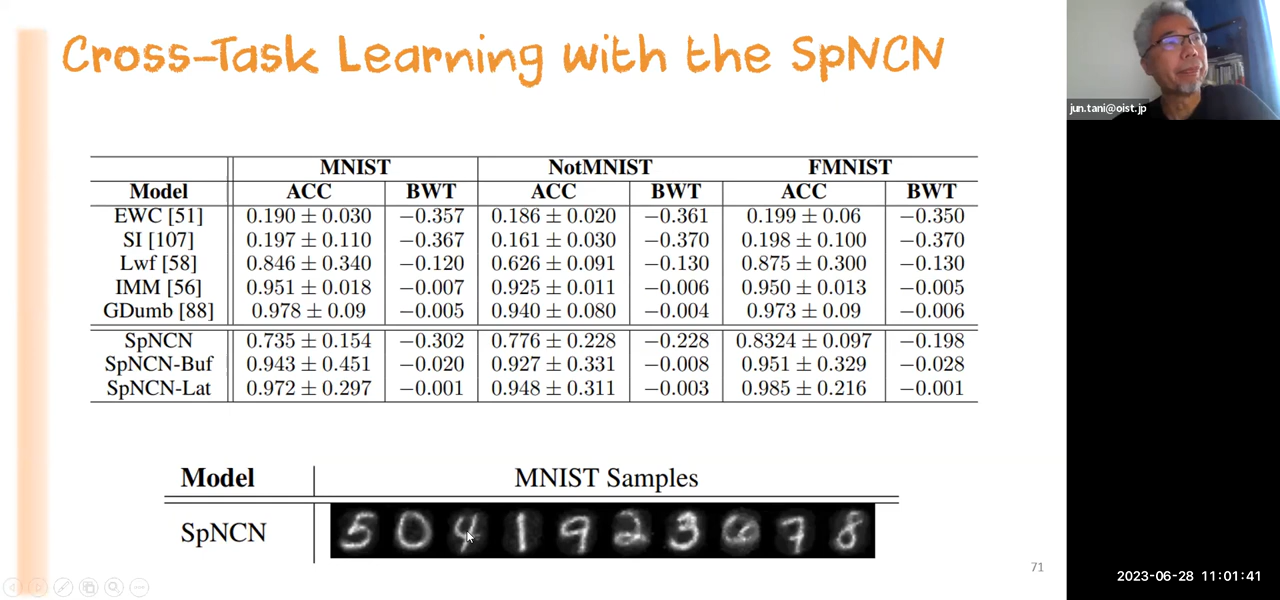 Cross-Task Learning with the SpNCN
jun.tani@oist.jp
MNIST NotMNIST FMNIST
Model ACC BWT ACC BWT ACC BWT
EWC [51] 0.190 ± 0.030 −0.357 0.186 ± 0.020 −0.361 0.199 ± 0.06 −0.350
SI [107] 0.197 ± 0.110 −0.367 0.161 ± 0.030 −0.370 0.198 ± 0.100 −0.370
Lwf [58] 0.846 ± 0.340 −0.120 0.626 ± 0.091 −0.130 0.875 ± 0.300 −0.130
IMM [56] 0.951 ± 0.018 −0.007 0.925 ± 0.011 −0.006 0.950 ± 0.013 −0.005
GDumb [88] 0.978 ± 0.09 −0.005 0.940 ± 0.080 −0.004 0.973 ± 0.09 −0.006
SpNCN 0.735 ± 0.154 −0.302 0.776 ± 0.228 −0.228 0.8324 ± 0.097 −0.198
SpNCN-Buf 0.943 ± 0.451 −0.020 0.927 ± 0.331 −0.008 0.951 ± 0.329 −0.028
SpNCN-Lat 0.972 ± 0.297 −0.001 0.948 ± 0.311 −0.003 0.985 ± 0.216 −0.001
Model MNIST Samples
SpNCN 5 0 4 1 9 2 3 6 7 8
71
2023-06-28 11:01:41